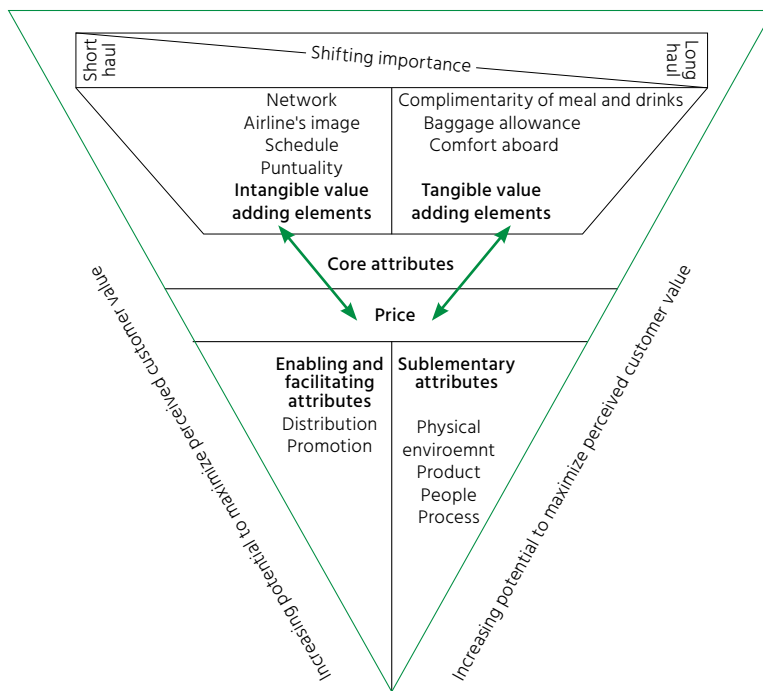 Short
haul
Shifting importance
Long
haul
Network
Airline's image
Schedule
Puntuality
Intangible value
adding elements
Complimentarity of meal and drinks
Baggage allowance
Comfort aboard
Tangible value
adding elements
Core attributes
Price
Enabling and
facilitating
attributes
Distribution
Promotion
Sublementary
attributes
Physical
enviroemnt
Product
People
Process
Increasing potential to maximize perceived customer value
Increasing potential to maximize perceived customer value